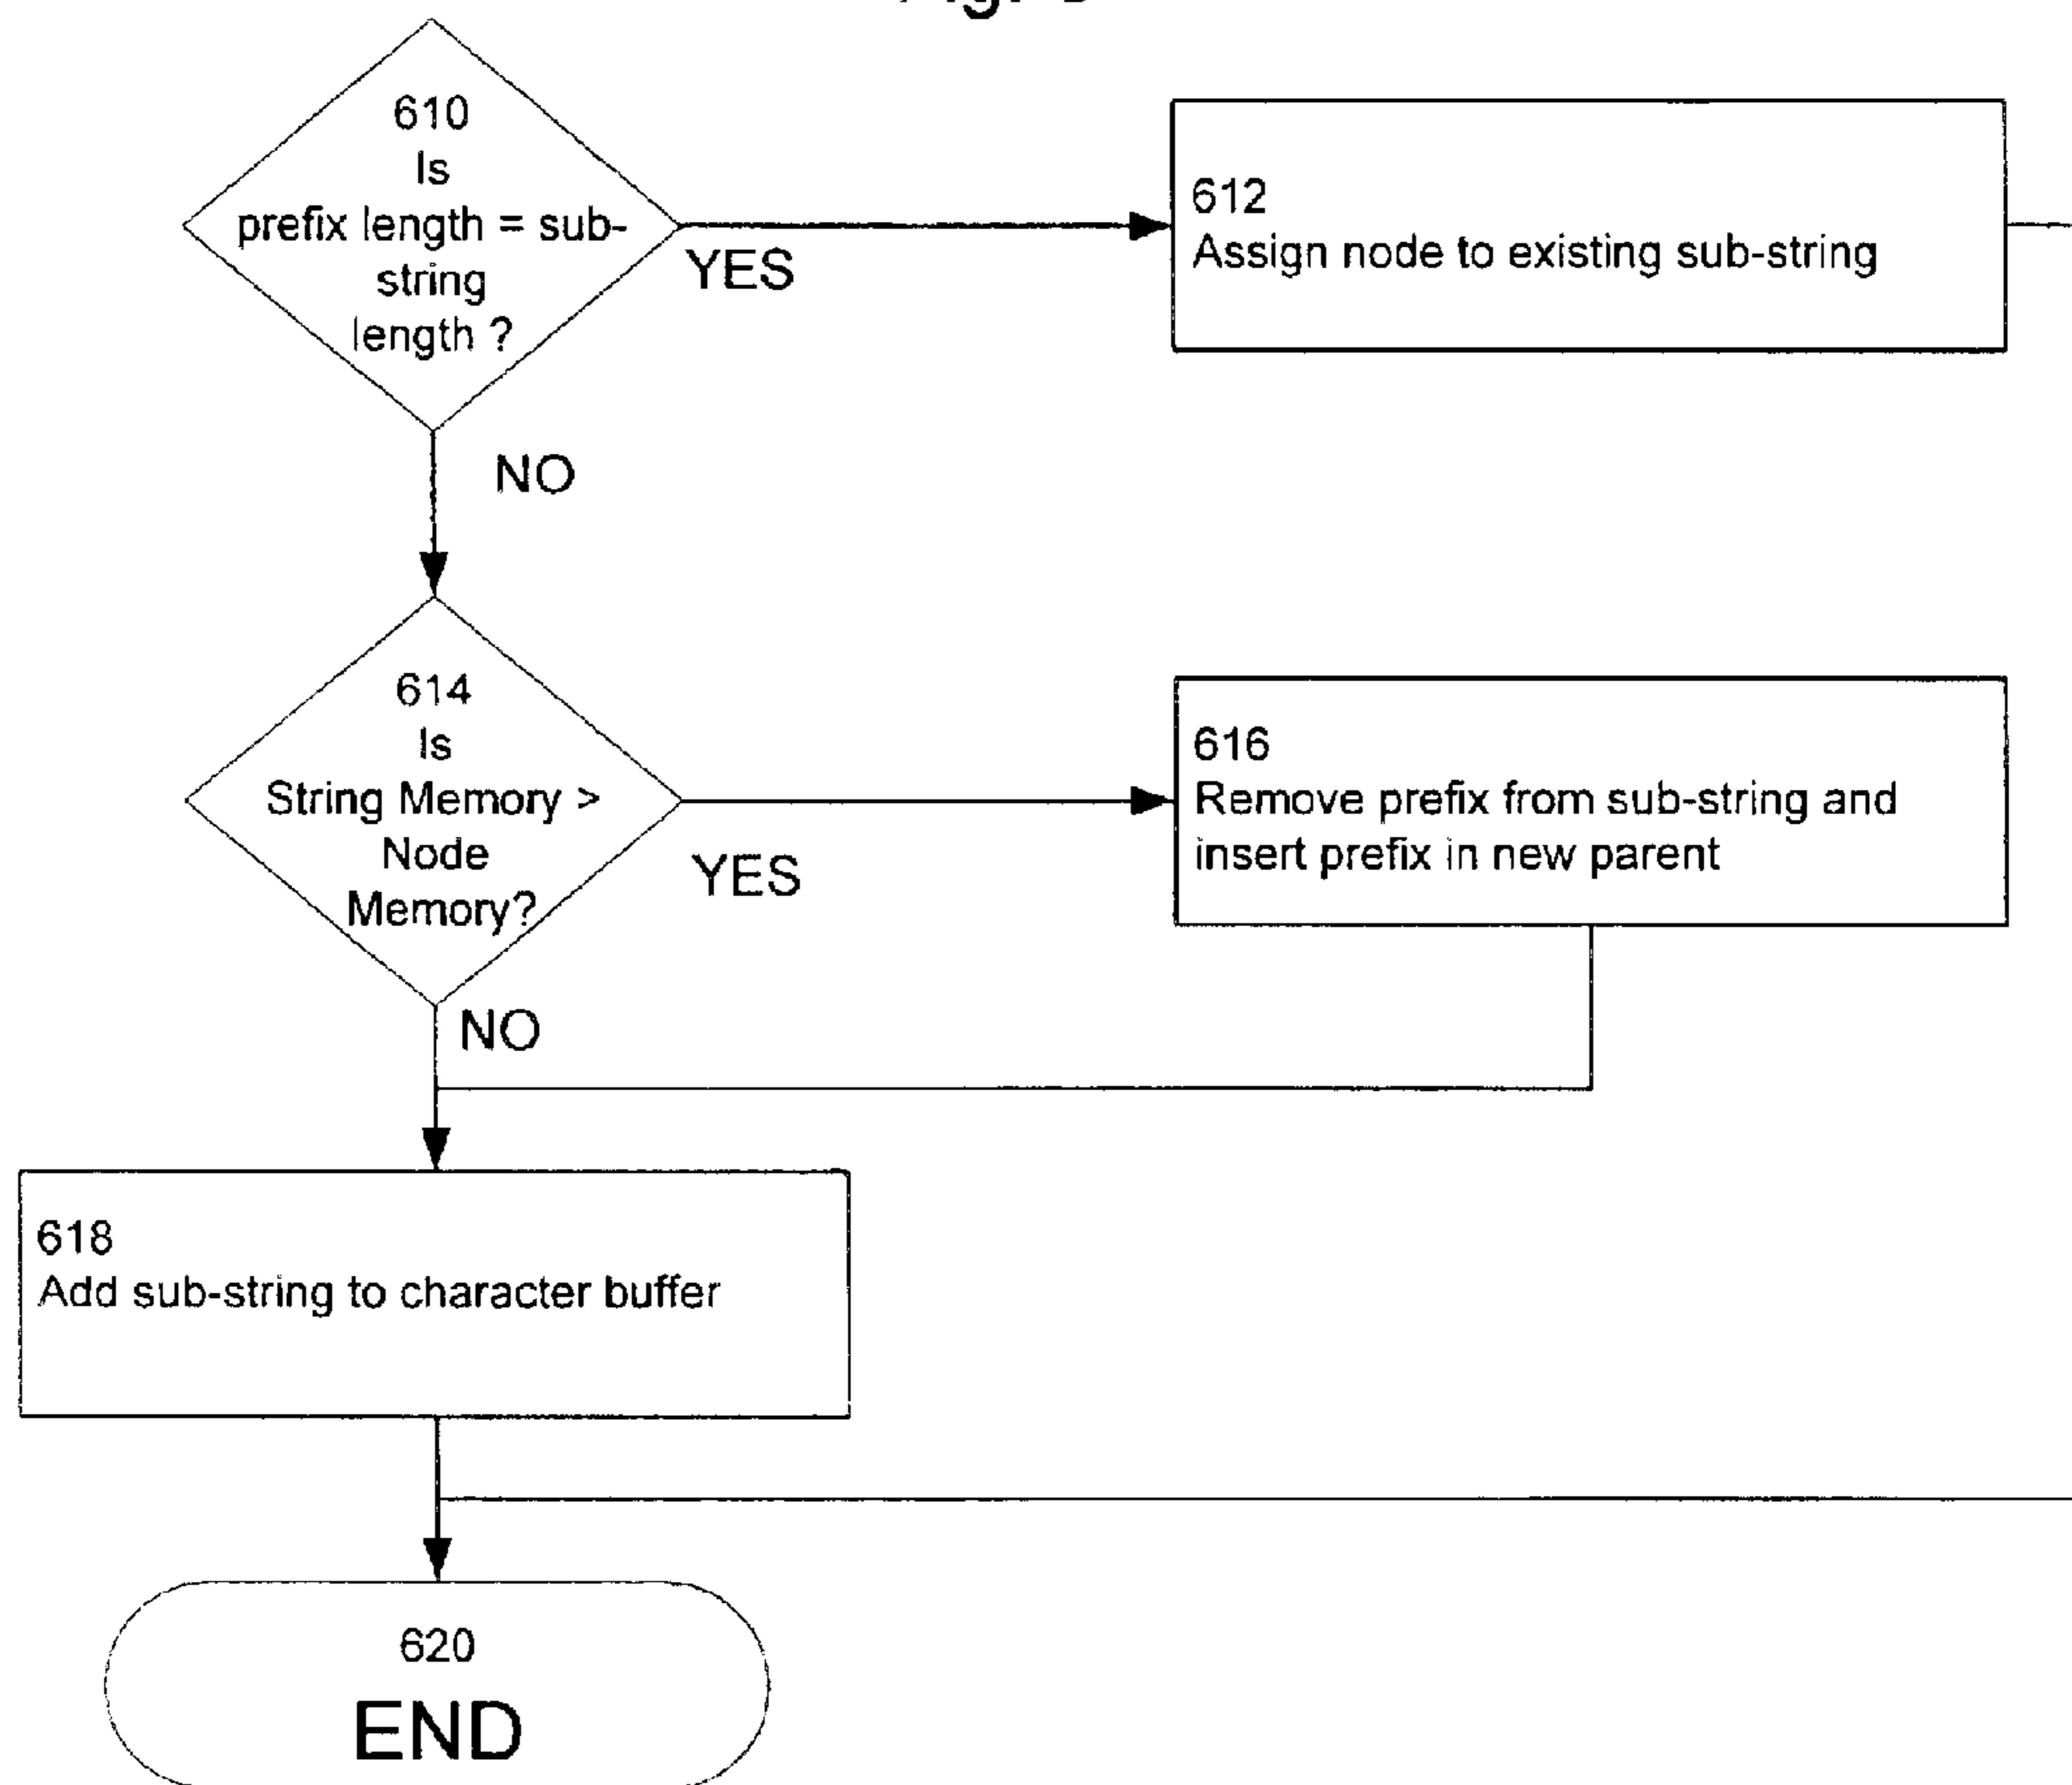 610
Is
prefix length = sub-
string
length ?
YES
612
Assign node to existing sub-string
NO
614
Is
String Memory >
Node
Memory?
YES
616
Remove prefix from sub-string and
insert prefix in new parent
NO
618
Add sub-string to character buffer
620
END